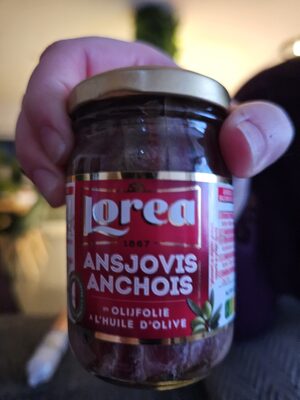 Lorea
1867
ANSJOVIS
ANCHOIS
IN OLIJFOLIE
À L'HUILE D'OLIVE